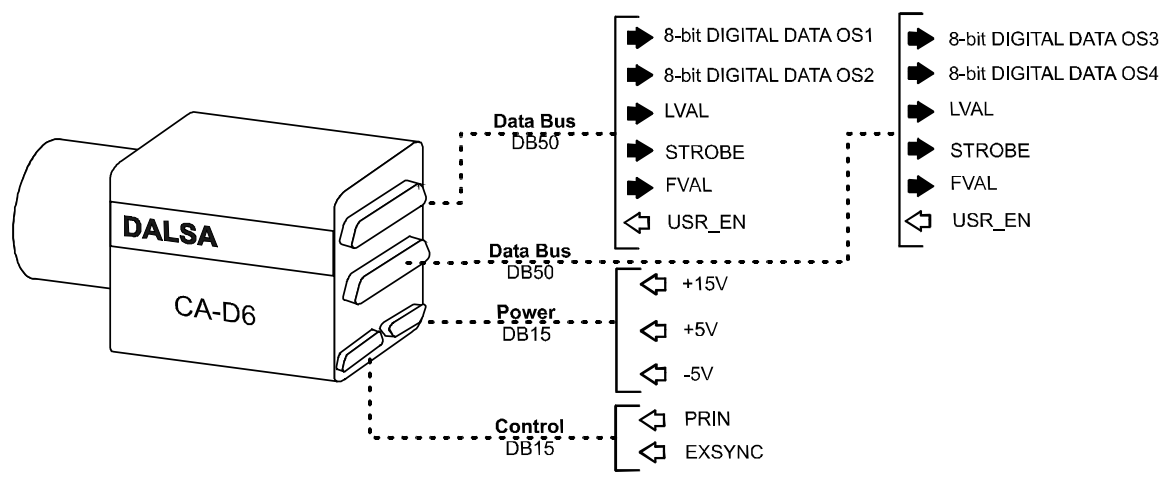 DALSA
CA-D6
Data Bus
DB50
8-bit DIGITAL DATA OS1
8-bit DIGITAL DATA OS2
LVAL
STROBE
FVAL
USR_EN
Data Bus
DB50
8-bit DIGITAL DATA OS3
8-bit DIGITAL DATA OS4
LVAL
STROBE
FVAL
USR_EN
Power
DB15
+15V
+5V
-5V
Control
DB15
PRIN
EXSYNC